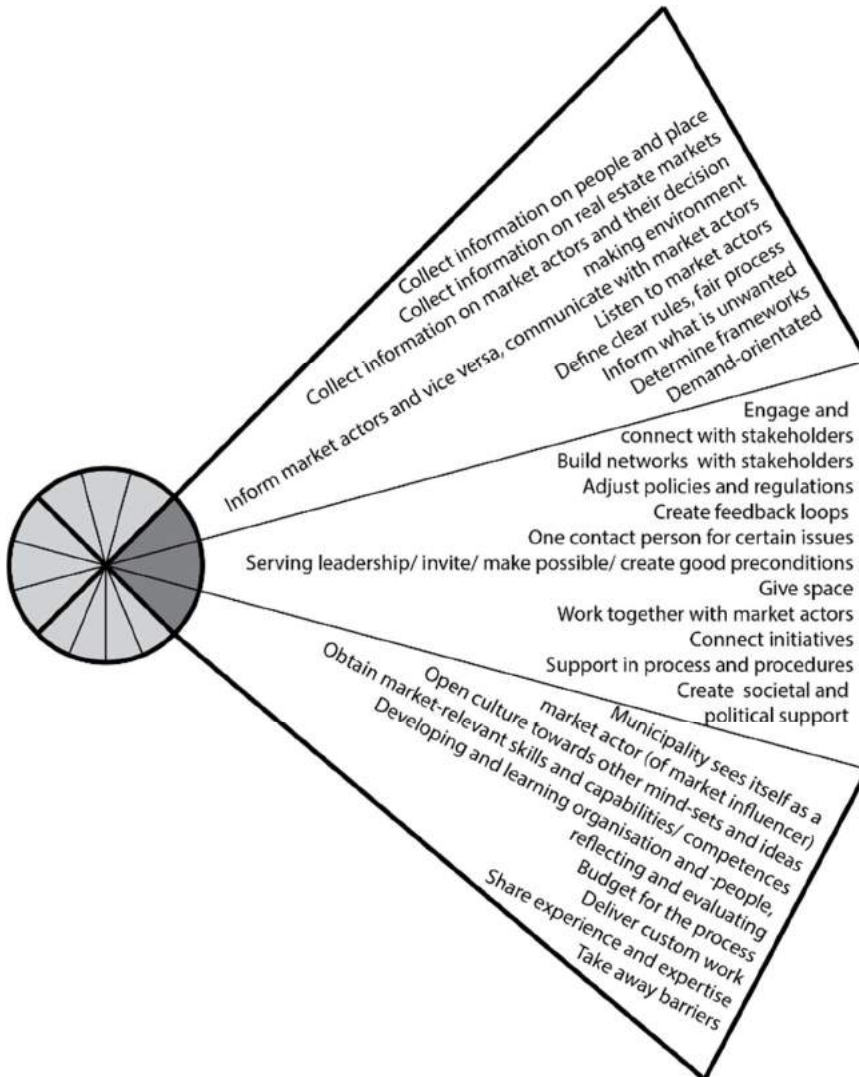 Collect information on people and place
Collect information on real estate markets
Collect information on market actors and their decision
making environment
Inform market actors and vice versa, communicate with market actors
Listen to market actors
Define clear rules, fair process
Inform what is unwanted
Determine frameworks
Demand-orientated
Engage and
connect with stakeholders
Build networks with stakeholders
Adjust policies and regulations
Create feedback loops
One contact person for certain issues
Serving leadership/ invite/ make possible/ create good preconditions
Give space
Work together with market actors
Connect initiatives
Support in process and procedures
Create societal and
political support
Municipality sees itself as a
market actor (of market influencer)
Open culture towards other mind-sets and ideas
Obtain market-relevant skills and capabilities/ competences
Developing and learning organisation and -people,
reflecting and evaluating
Budget for the process
Deliver custom work
Share experience and expertise
Take away barriers